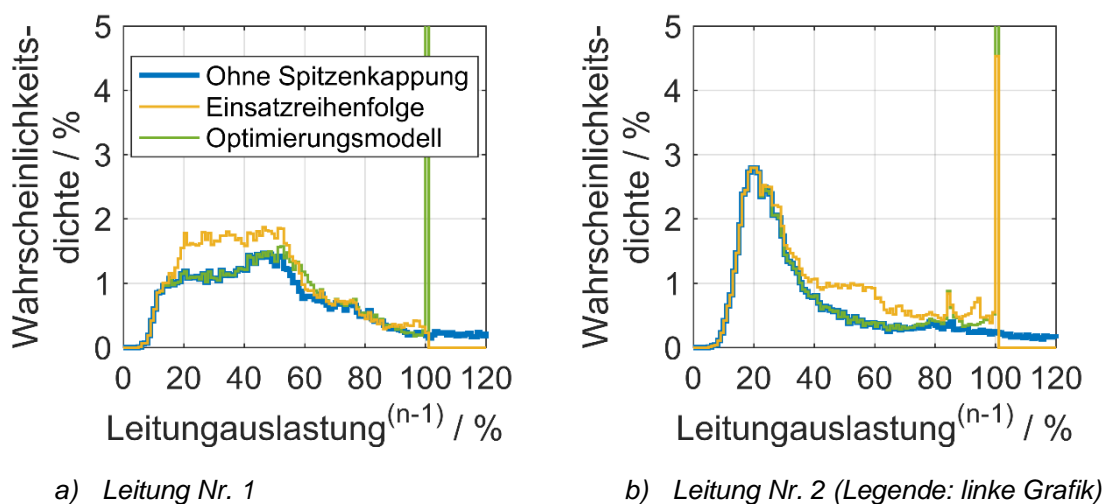 Wahrscheinlichkeits-
dichte / %
5
4
3
2
1
0
Ohne Spitzenkappung
Einsatzreihenfolge
Optimierungsmodell
0 20 40 60 80 100 120
Leitungauslastung(n-1) / %
a) Leitung Nr. 1
Wahrscheinlichkeits-
dichte / %
5
4
3
2
1
0
0 20 40 60 80 100 120
Leitungauslastung(n-1) / %
b) Leitung Nr. 2 (Legende: linke Grafik)